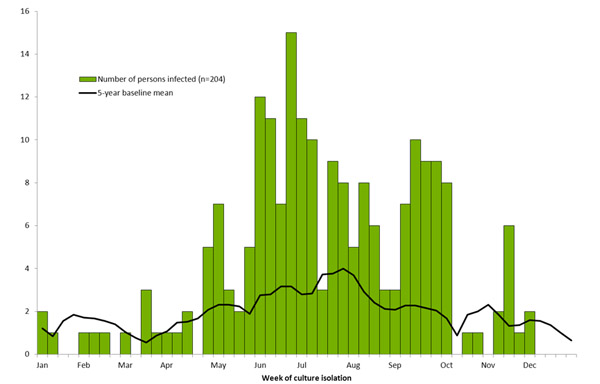 16
14
12
10
8
6
4
2
0
Number of persons infected (n=204)
5-year baseline mean
Jan Feb Mar Apr May Jun Jul Aug Sep Oct Nov Dec
Week of culture isolation